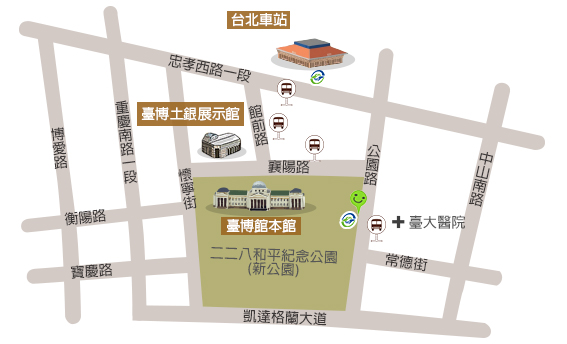 台北車站
忠孝西路一段
臺博土銀展示館
館前路
重慶南路一段
博愛路
襄陽路
公園路
中山南路
懷寧街
衡陽路
臺博館本館
臺大醫院
二二八和平紀念公園
(新公園)
常德街
寶慶路
凱達格蘭大道